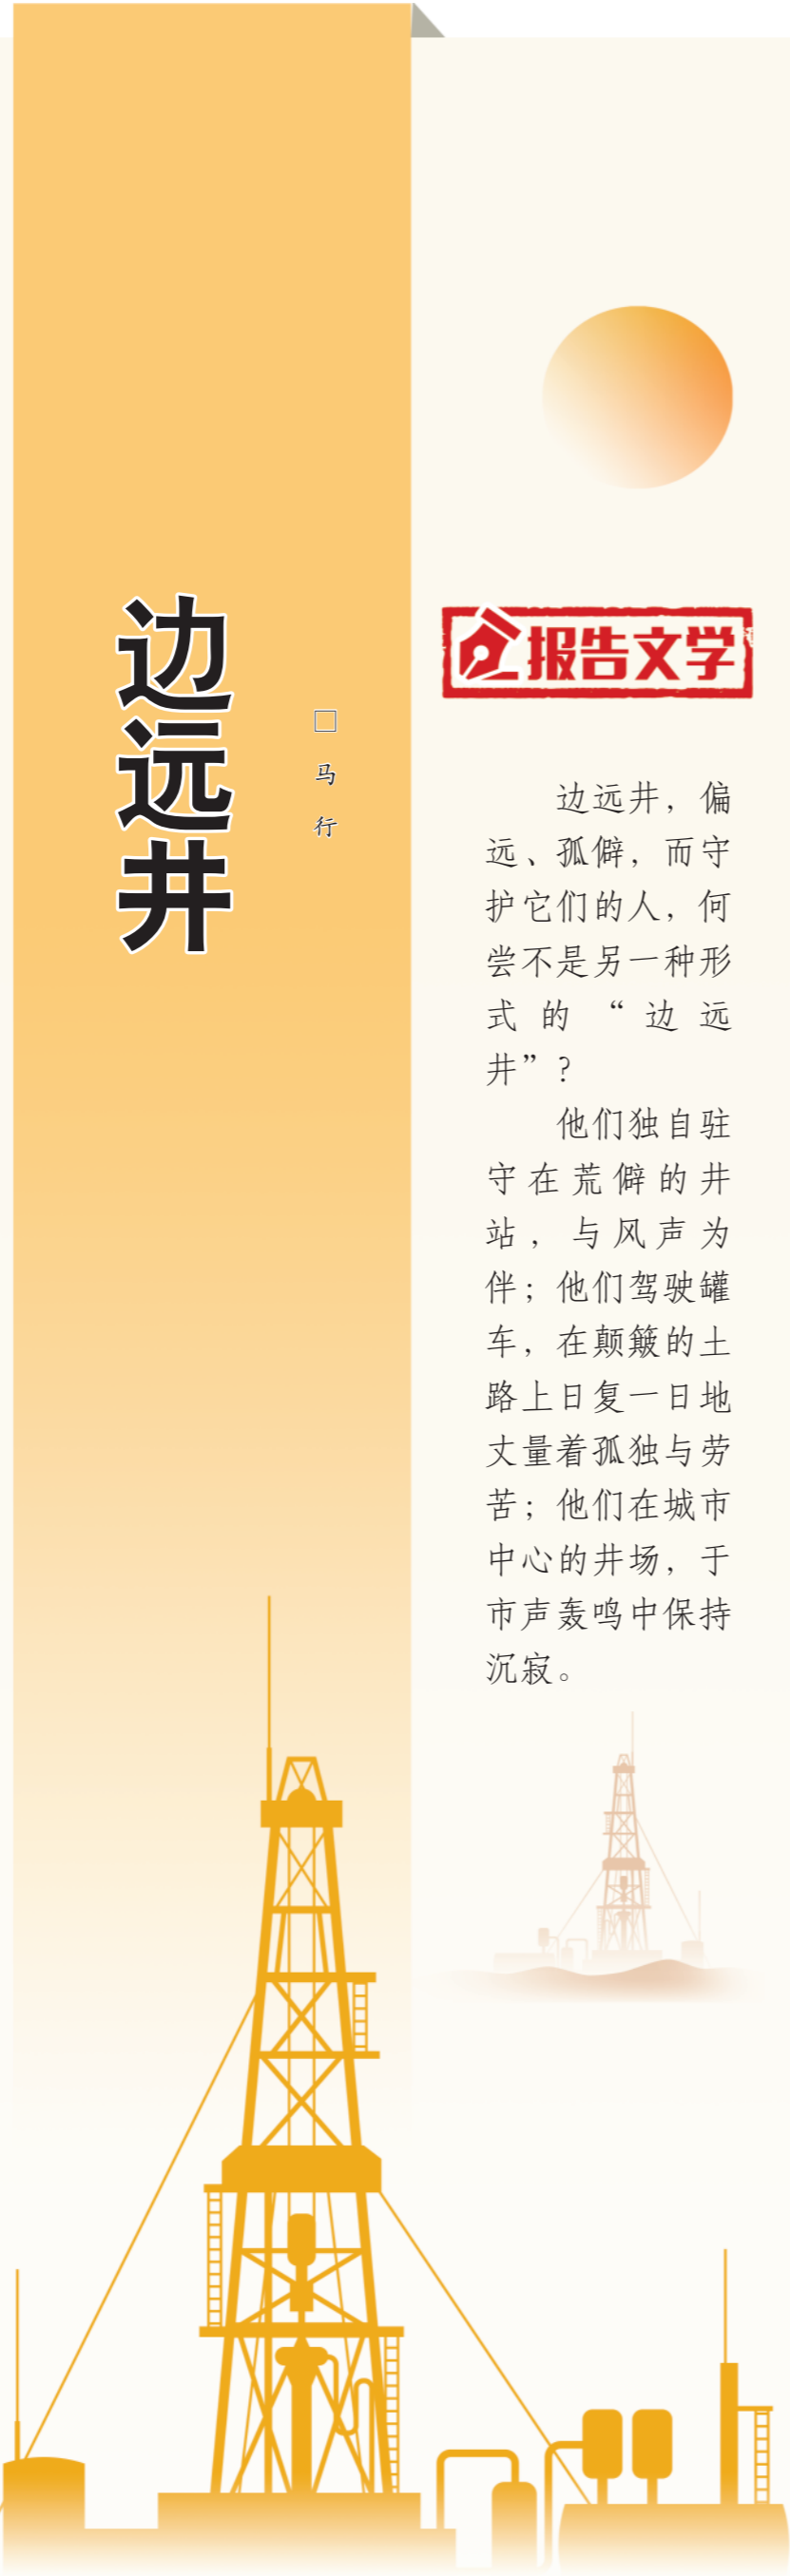 边远井
□ 马 行
报告文学
边远井，偏
远、孤僻，而守
护它们的人，何
尝不是另一种形
式的“边远
井”？
他们独自驻
守在荒僻的井
站，与风声为
伴；他们驾驶罐
车，在颠簸的土
路上日复一日地
丈量着孤独与劳
苦；他们在城市
中心的井场，于
市声轰鸣中保持
沉寂。